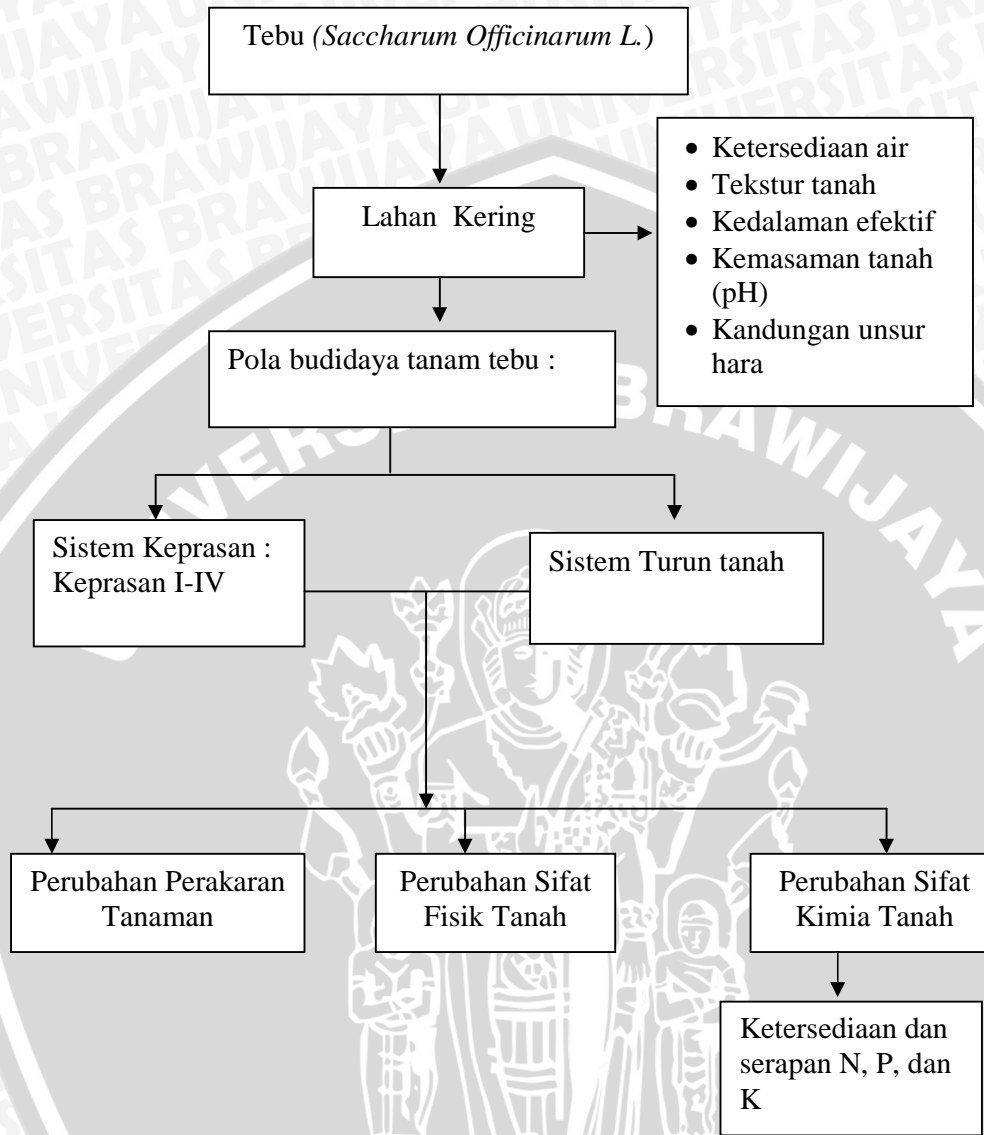 Tebu (Saccharum Officinarum L.)
Lahan Kering
• Ketersediaan air
• Tekstur tanah
• Kedalaman efektif
• Kemasaman tanah
(pH)
• Kandungan unsur
hara
Pola budidaya tanam tebu :
Sistem Keprasan :
Keprasan I-IV
Sistem Turun tanah
Perubahan Perakaran
Tanaman
Perubahan Sifat
Fisik Tanah
Perubahan Sifat
Kimia Tanah
Ketersediaan dan
serapan N, P, dan
K
BRAWIJAYA